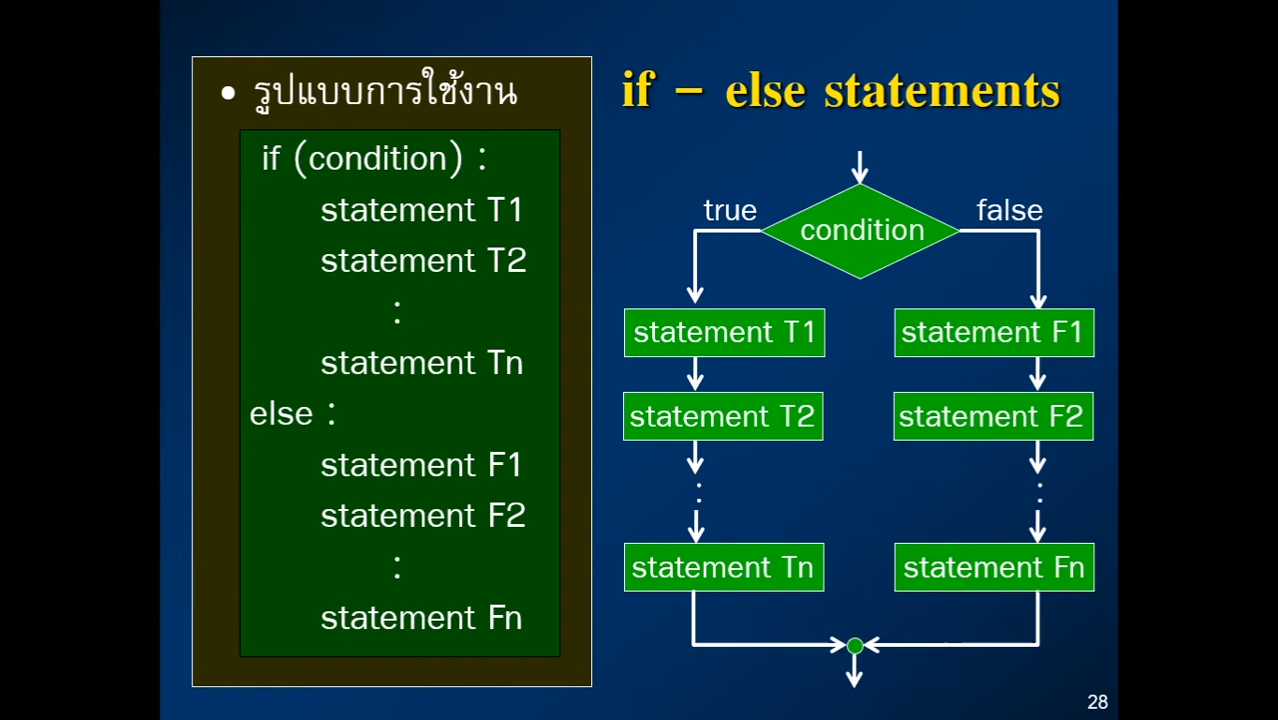 • รูปแบบการใช้งาน
if (condition) :
statement T1
statement T2
:
statement Tn
else :
statement F1
statement F2
:
statement Fn
if – else statements
condition
true
false
statement T1
statement F1
statement T2
statement F2
:
:
statement Tn
statement Fn
28